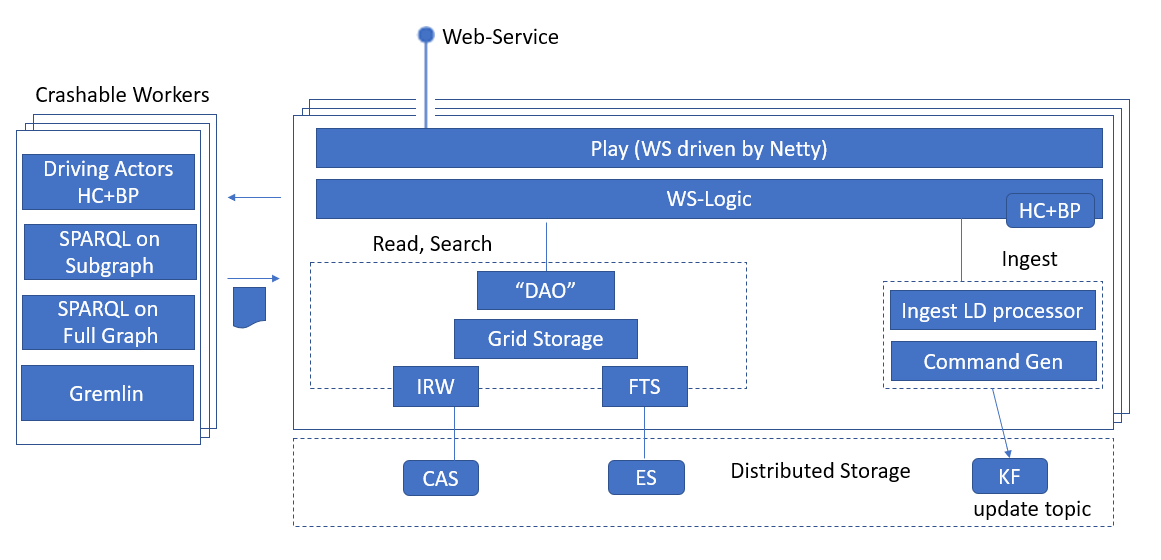 Web-Service
Crashable Workers
Driving Actors
HC+BP
SPARQL on
Subgraph
SPARQL on
Full Graph
Gremlin
Play (WS driven by Netty)
WS-Logic
HC+BP
Read, Search
“DAO”
Grid Storage
IRW
FTS
Ingest
Ingest LD processor
Command Gen
CAS
ES
Distributed Storage
KF
update topic